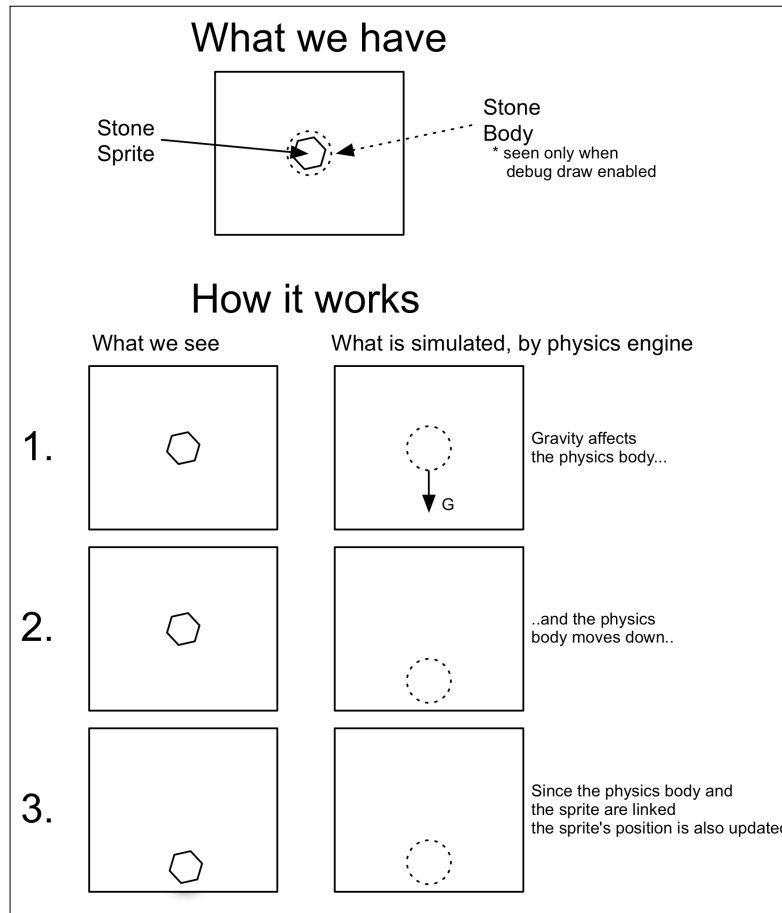 What we have
Stone
Sprite
Stone
Body
* seen only when
debug draw enabled
How it works
What we see
What is simulated, by physics engine
1.
Gravity affects
the physics body...
G
2.
..and the physics
body moves down..
3.
Since the physics body and
the sprite are linked
the sprite's position is also updated